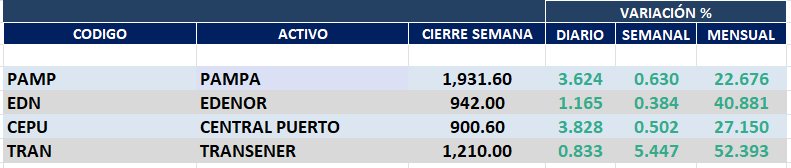 VARIACIÓN %
CODIGO ACTIVO CIERRE SEMANA DIARIO SEMANAL MENSUAL
PAMP PAMPA 1,931.60 3.624 0.630 22.676
EDN EDENOR 942.00 1.165 0.384 40.881
CEPU CENTRAL PUERTO 900.60 3.828 0.502 27.150
TRAN TRANSENER 1,210.00 0.833 5.447 52.393